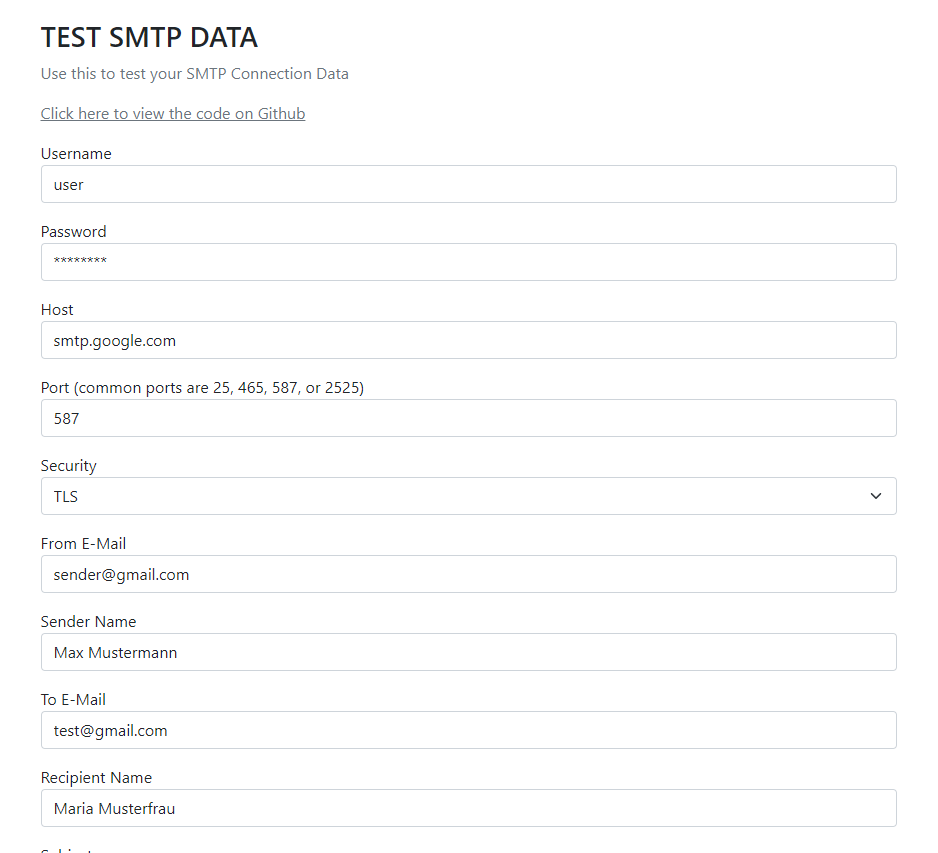 TEST SMTP DATA
Use this to test your SMTP Connection Data
Click here to view the code on Github
Username
user
Password
********
Host
smtp.google.com
Port (common ports are 25, 465, 587, or 2525)
587
Security
TLS
From E-Mail
sender@gmail.com
Sender Name
Max Mustermann
To E-Mail
test@gmail.com
Recipient Name
Maria Musterfrau